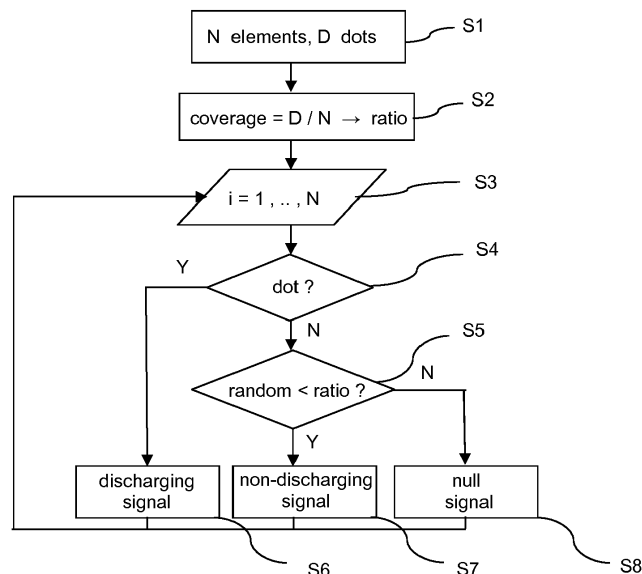 N elements, D dots
S1
coverage = D / N → ratio
S2
i = 1 , .. , N
S3
dot ?
S4
Y
N
random < ratio ?
S5
N
Y
discharging
signal
non-discharging
signal
null
signal
S6
S7
S8